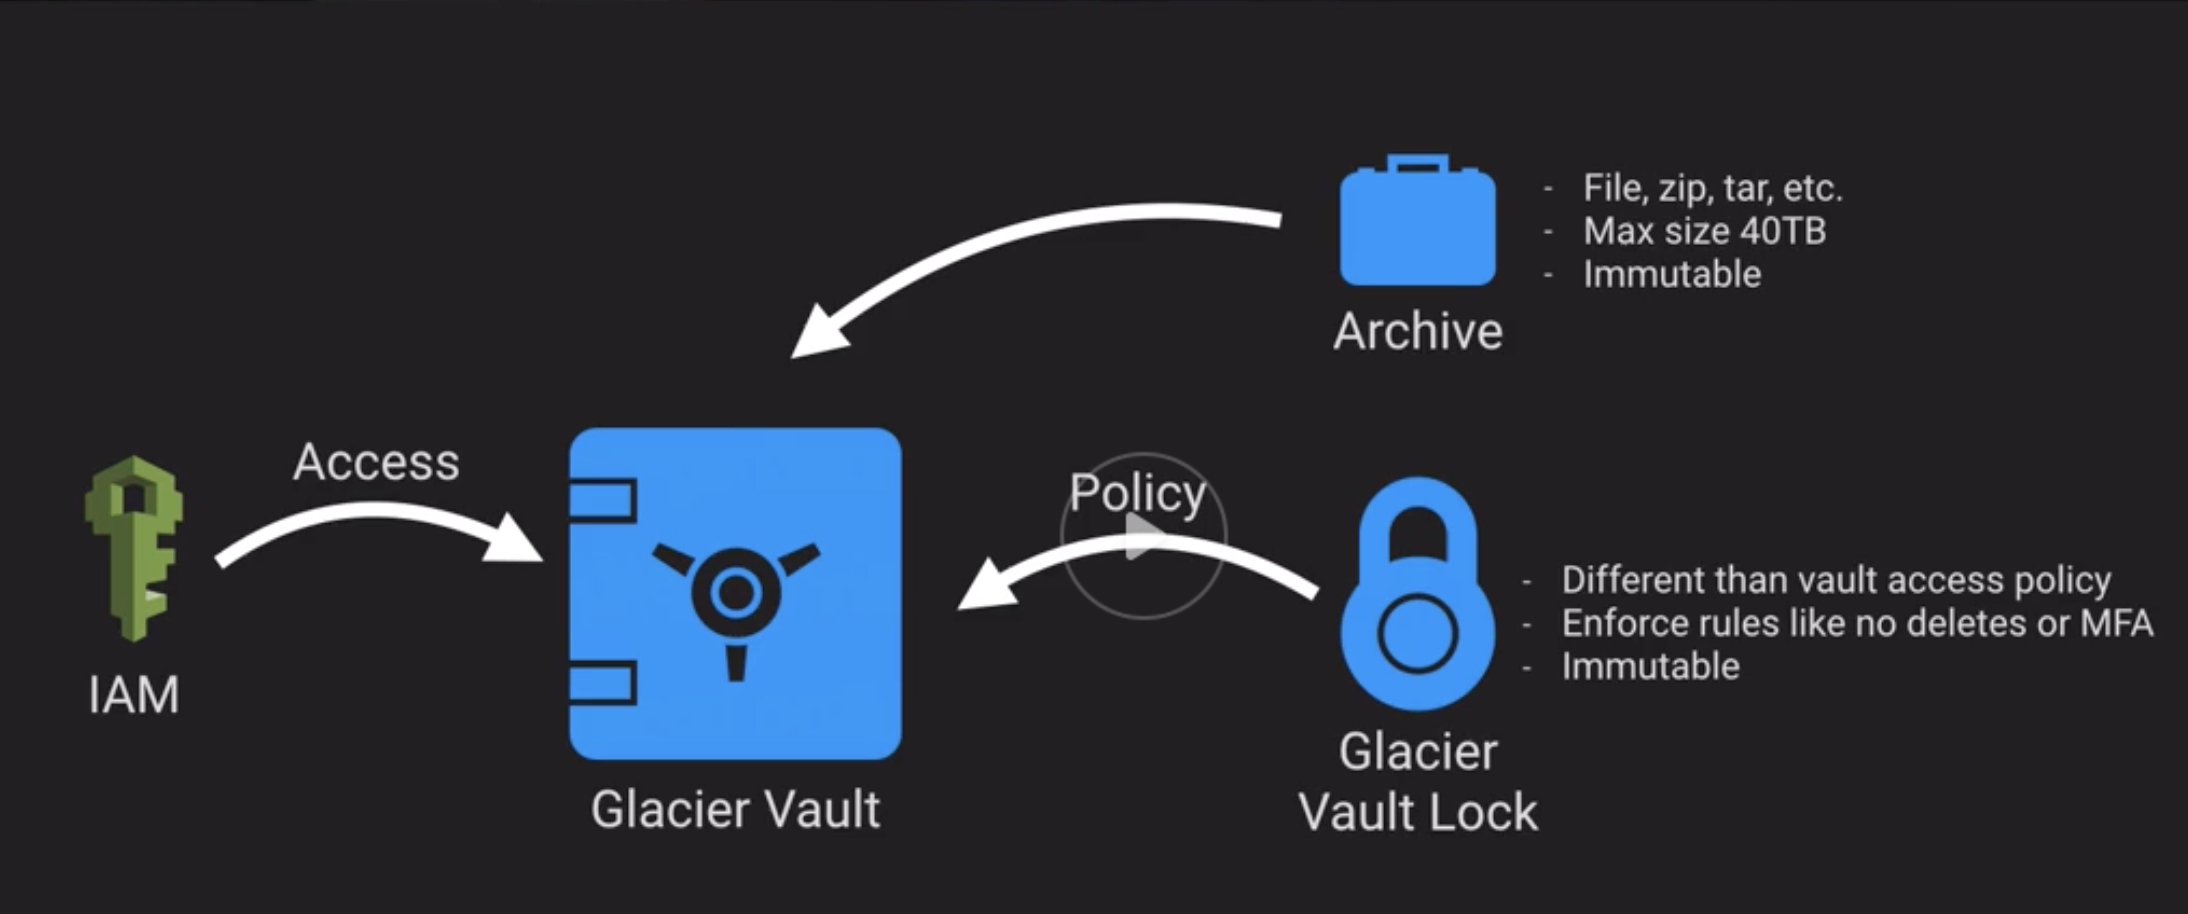 - File, zip, tar, etc.
- Max size 40TB
- Immutable
Archive
Access
IAM
Glacier Vault
Policy
- Different than vault access policy
- Enforce rules like no deletes or MFA
- Immutable
Glacier
Vault Lock